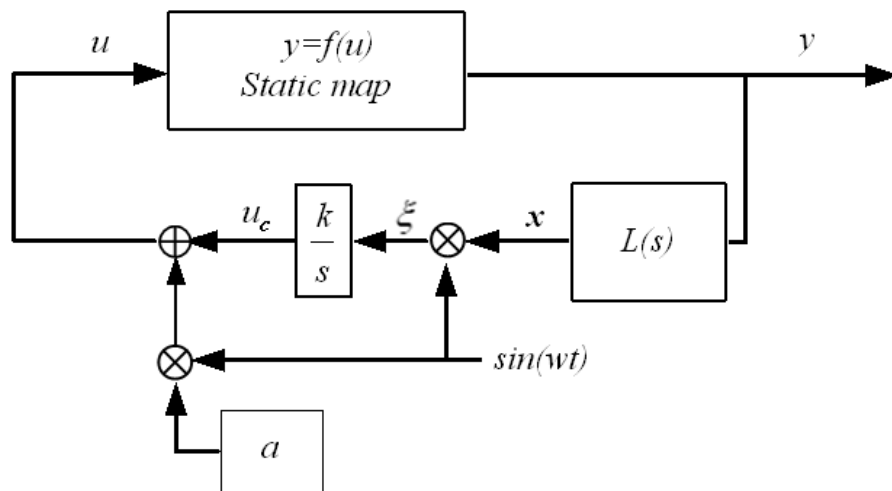 u
y=f(u)
Static map
y
u_c
k
s
ξ
x
L(s)
sin(wt)
a